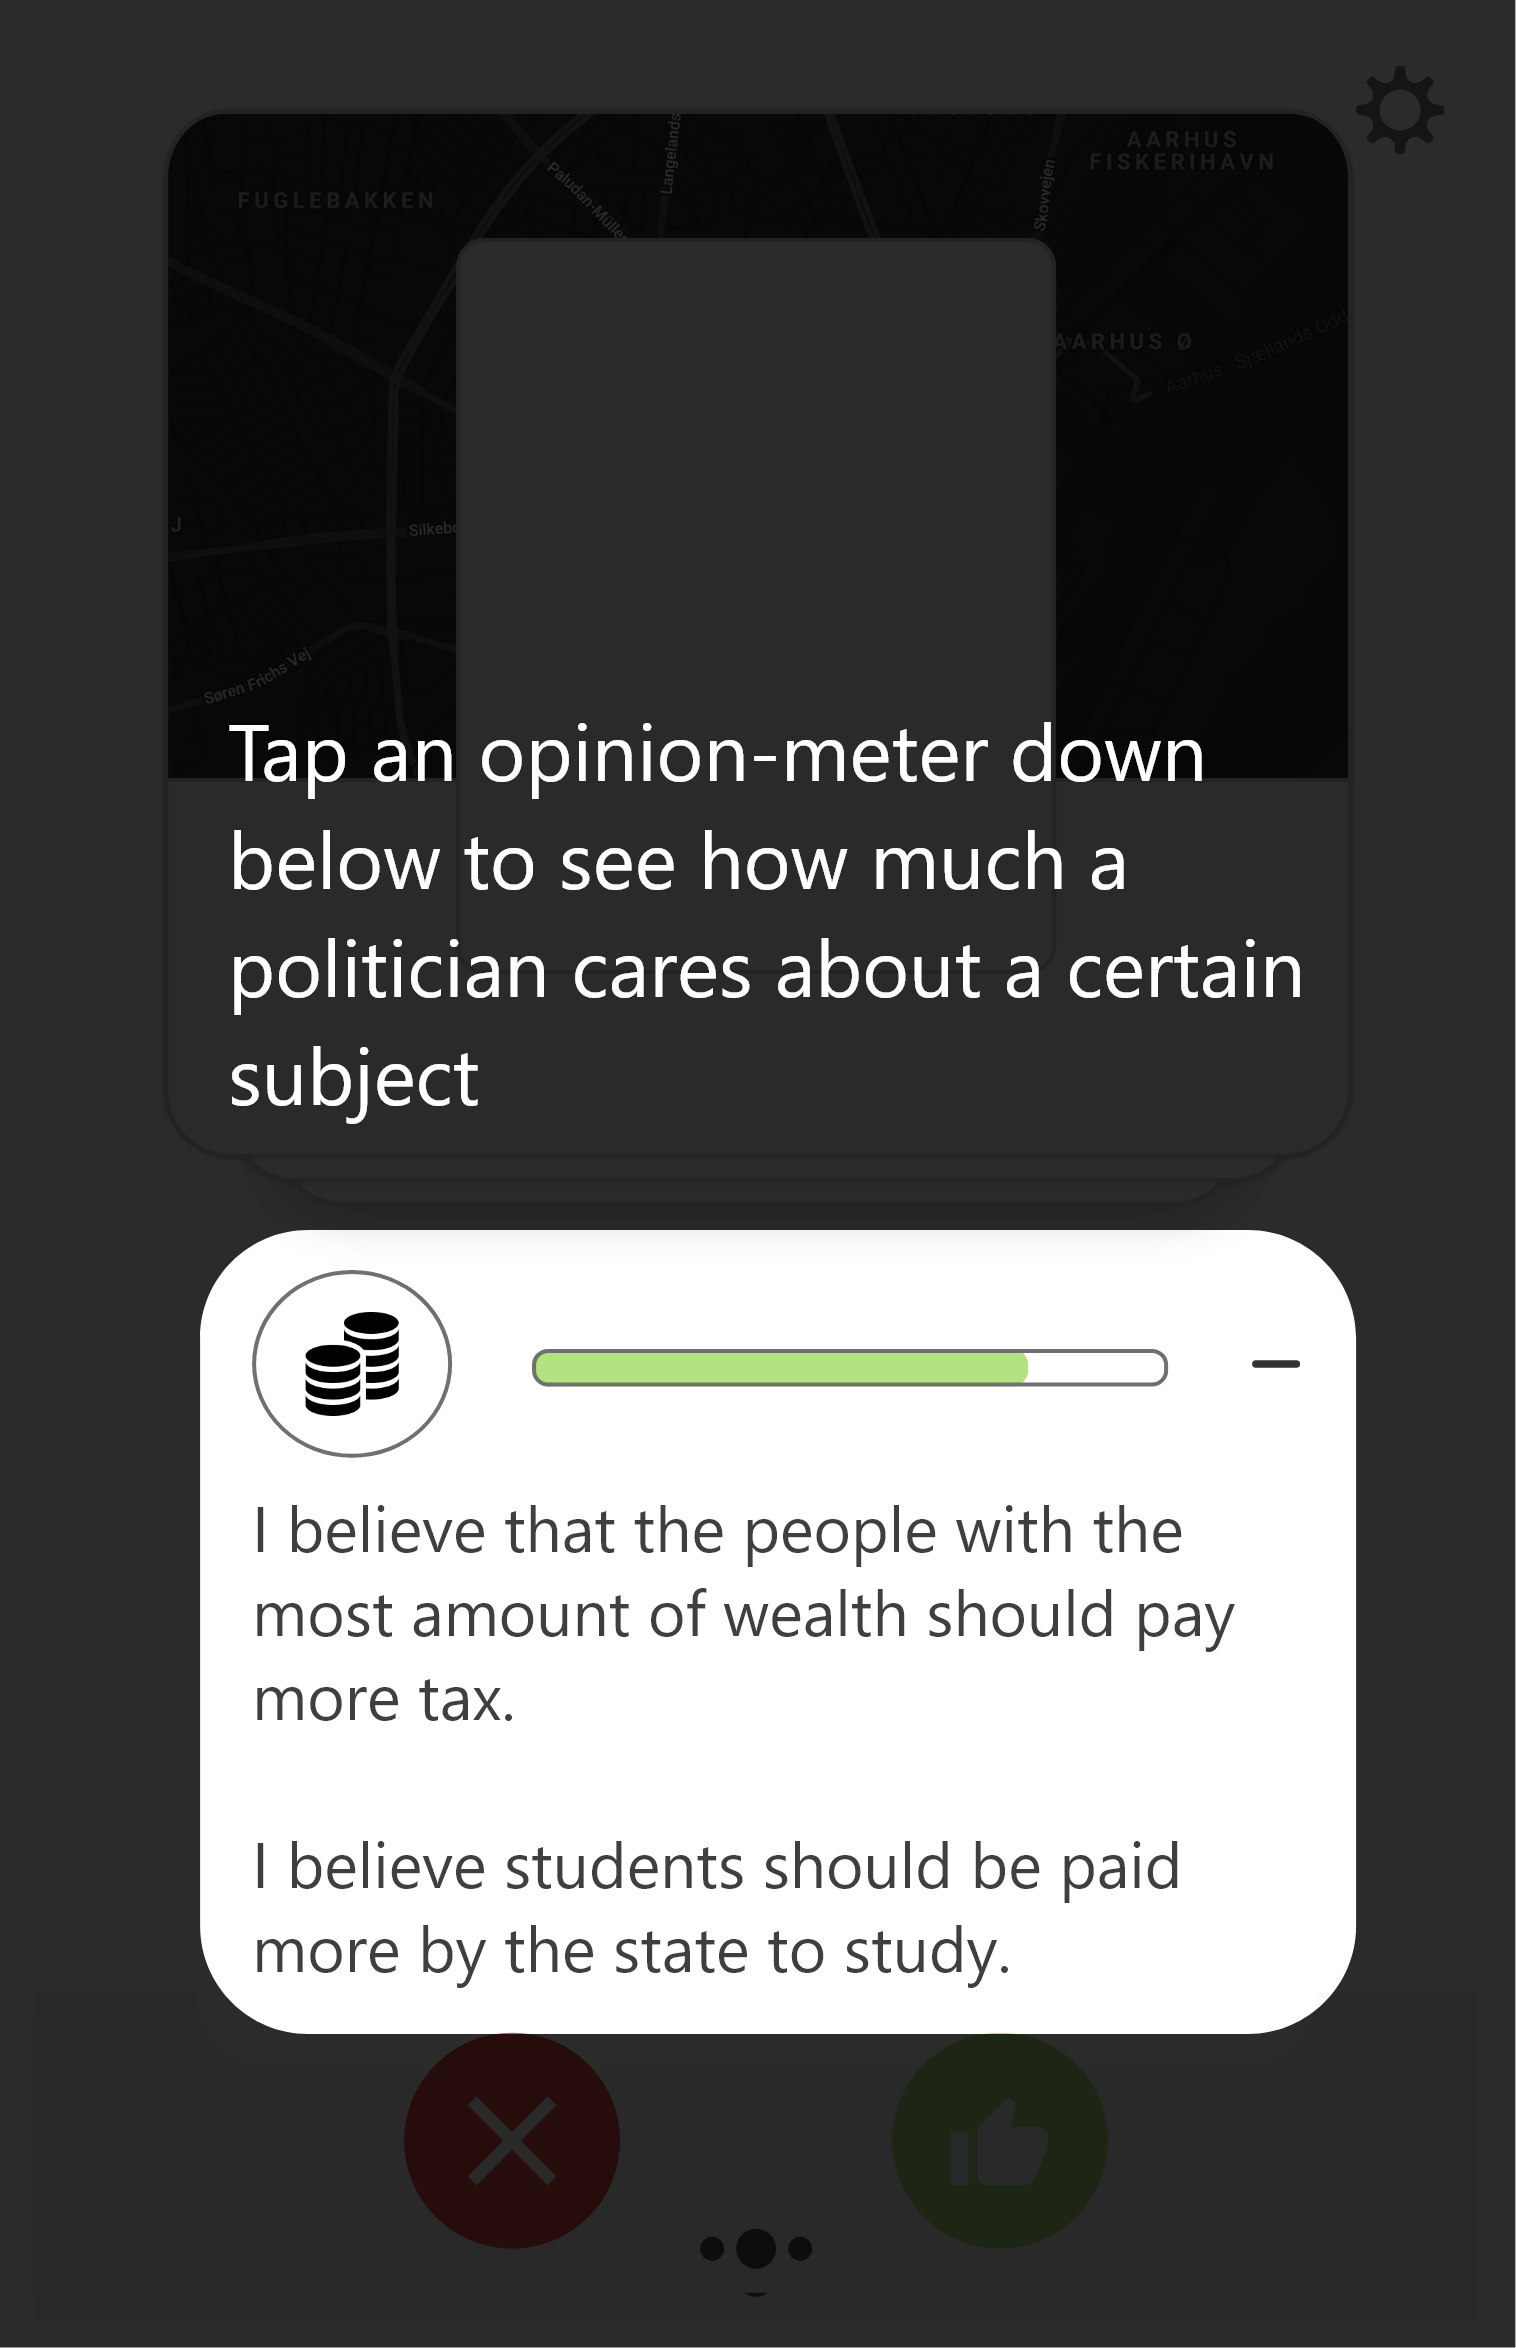 AARHUS
FISKERIHAVN
FUGLEBAKKEN
Paludan-Müller
Langelands
Skovvejen
AARHUS Ø
Aarhus - Sjællands Odd
J
Silkebo
Søren Frichs Vej
Tap an opinion-meter down
below to see how much a
politician cares about a certain
subject
I believe that the people with the
most amount of wealth should pay
more tax.
I believe students should be paid
more by the state to study.